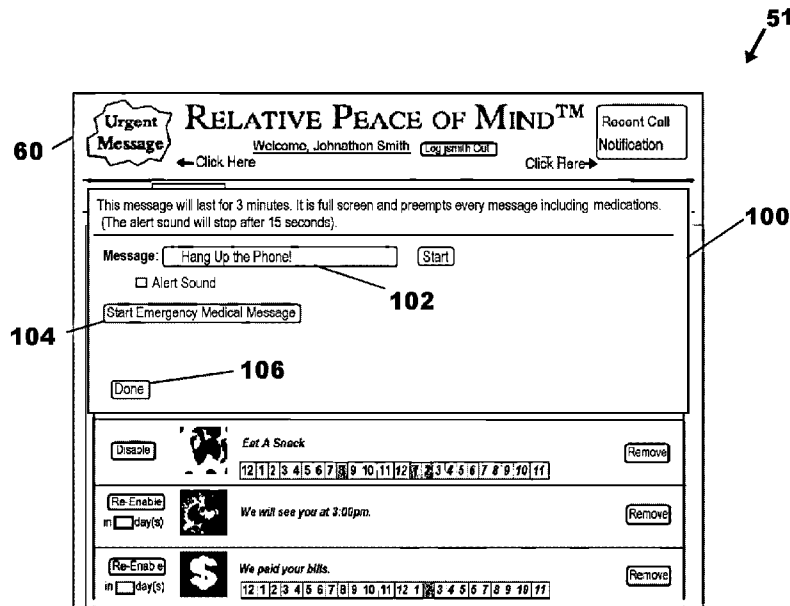 51
Urgent
Message
RELATIVE PEACE OF MIND™
Recent Call
Notification
60
Welcome, Johnathon Smith
Log jsmith Out
←Click Here
Click Here→
This message will last for 3 minutes. It is full screen and preempts every message including medications.
(The alert sound will stop after 15 seconds).
100
Message:
Hang Up the Phone!
Start
Alert Sound
102
Start Emergency Medical Message
104
106
Done
Disable
Eat A Snack
Remove
12 1 2 3 4 5 6 7 8 9 10 11 12 1 2 3 4 5 6 7 8 9 10 11
Re-Enable
in day(s)
We will see you at 3:00pm.
Remove
Re-Enable
in day(s)
$
We paid your bills.
Remove
12 1 2 3 4 5 6 7 8 9 10 11 12 1 2 3 4 5 6 7 8 9 10 11